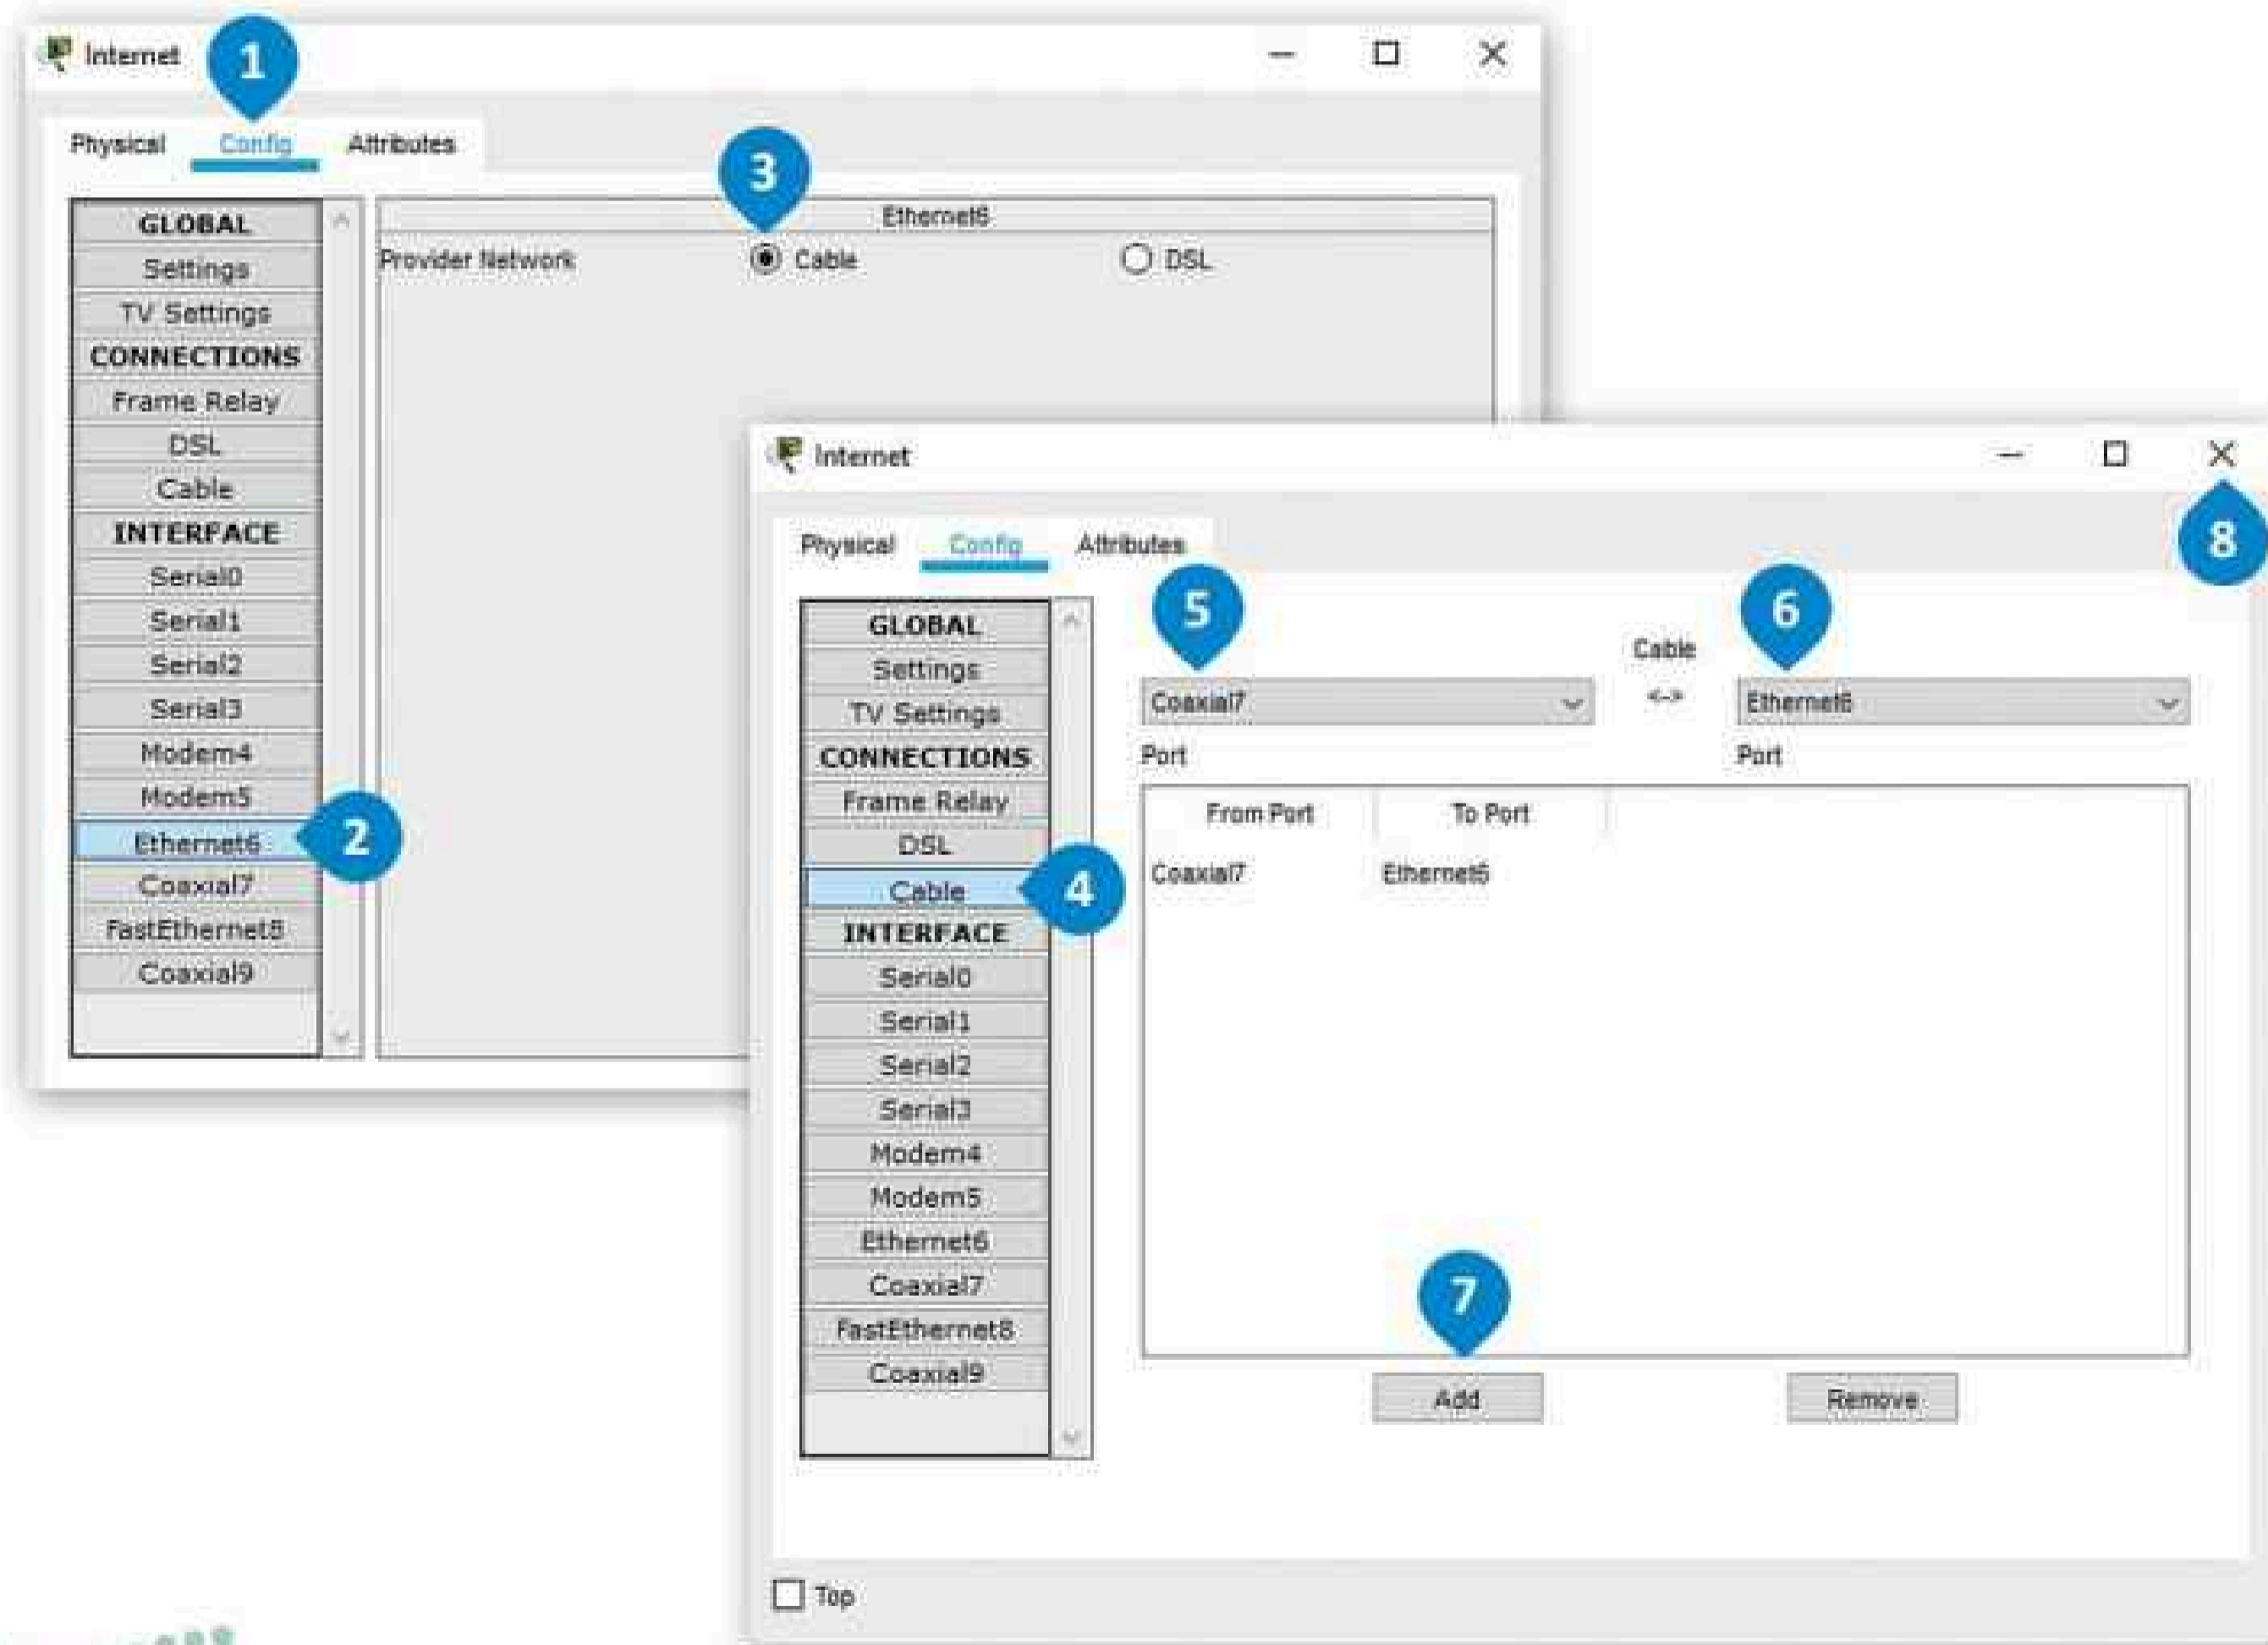 Internet
1
Physical Config Attributes
3
GLOBAL
Settings
TV Settings
CONNECTIONS
Frame Relay
DSL
Cable
INTERFACE
Serial0
Serial1
Serial2
Serial3
Modem4
Modem5
Ethernet6
2
Coaxial7
FastEthernet8
Coaxial9
Ethernet6
Provider Network Cable DSL
Internet
8
Physical Config Attributes
5
6
GLOBAL
Settings
TV Settings
CONNECTIONS
Frame Relay
DSL
Cable
4
INTERFACE
Serial0
Serial1
Serial2
Serial3
Modem4
Modem5
Ethernet6
Coaxial7
FastEthernet8
Coaxial9
Cable
Coaxial7 <-> Ethernet6
Port Port
From Port To Port
Coaxial7 Ethernet6
7
Add Remove
Top